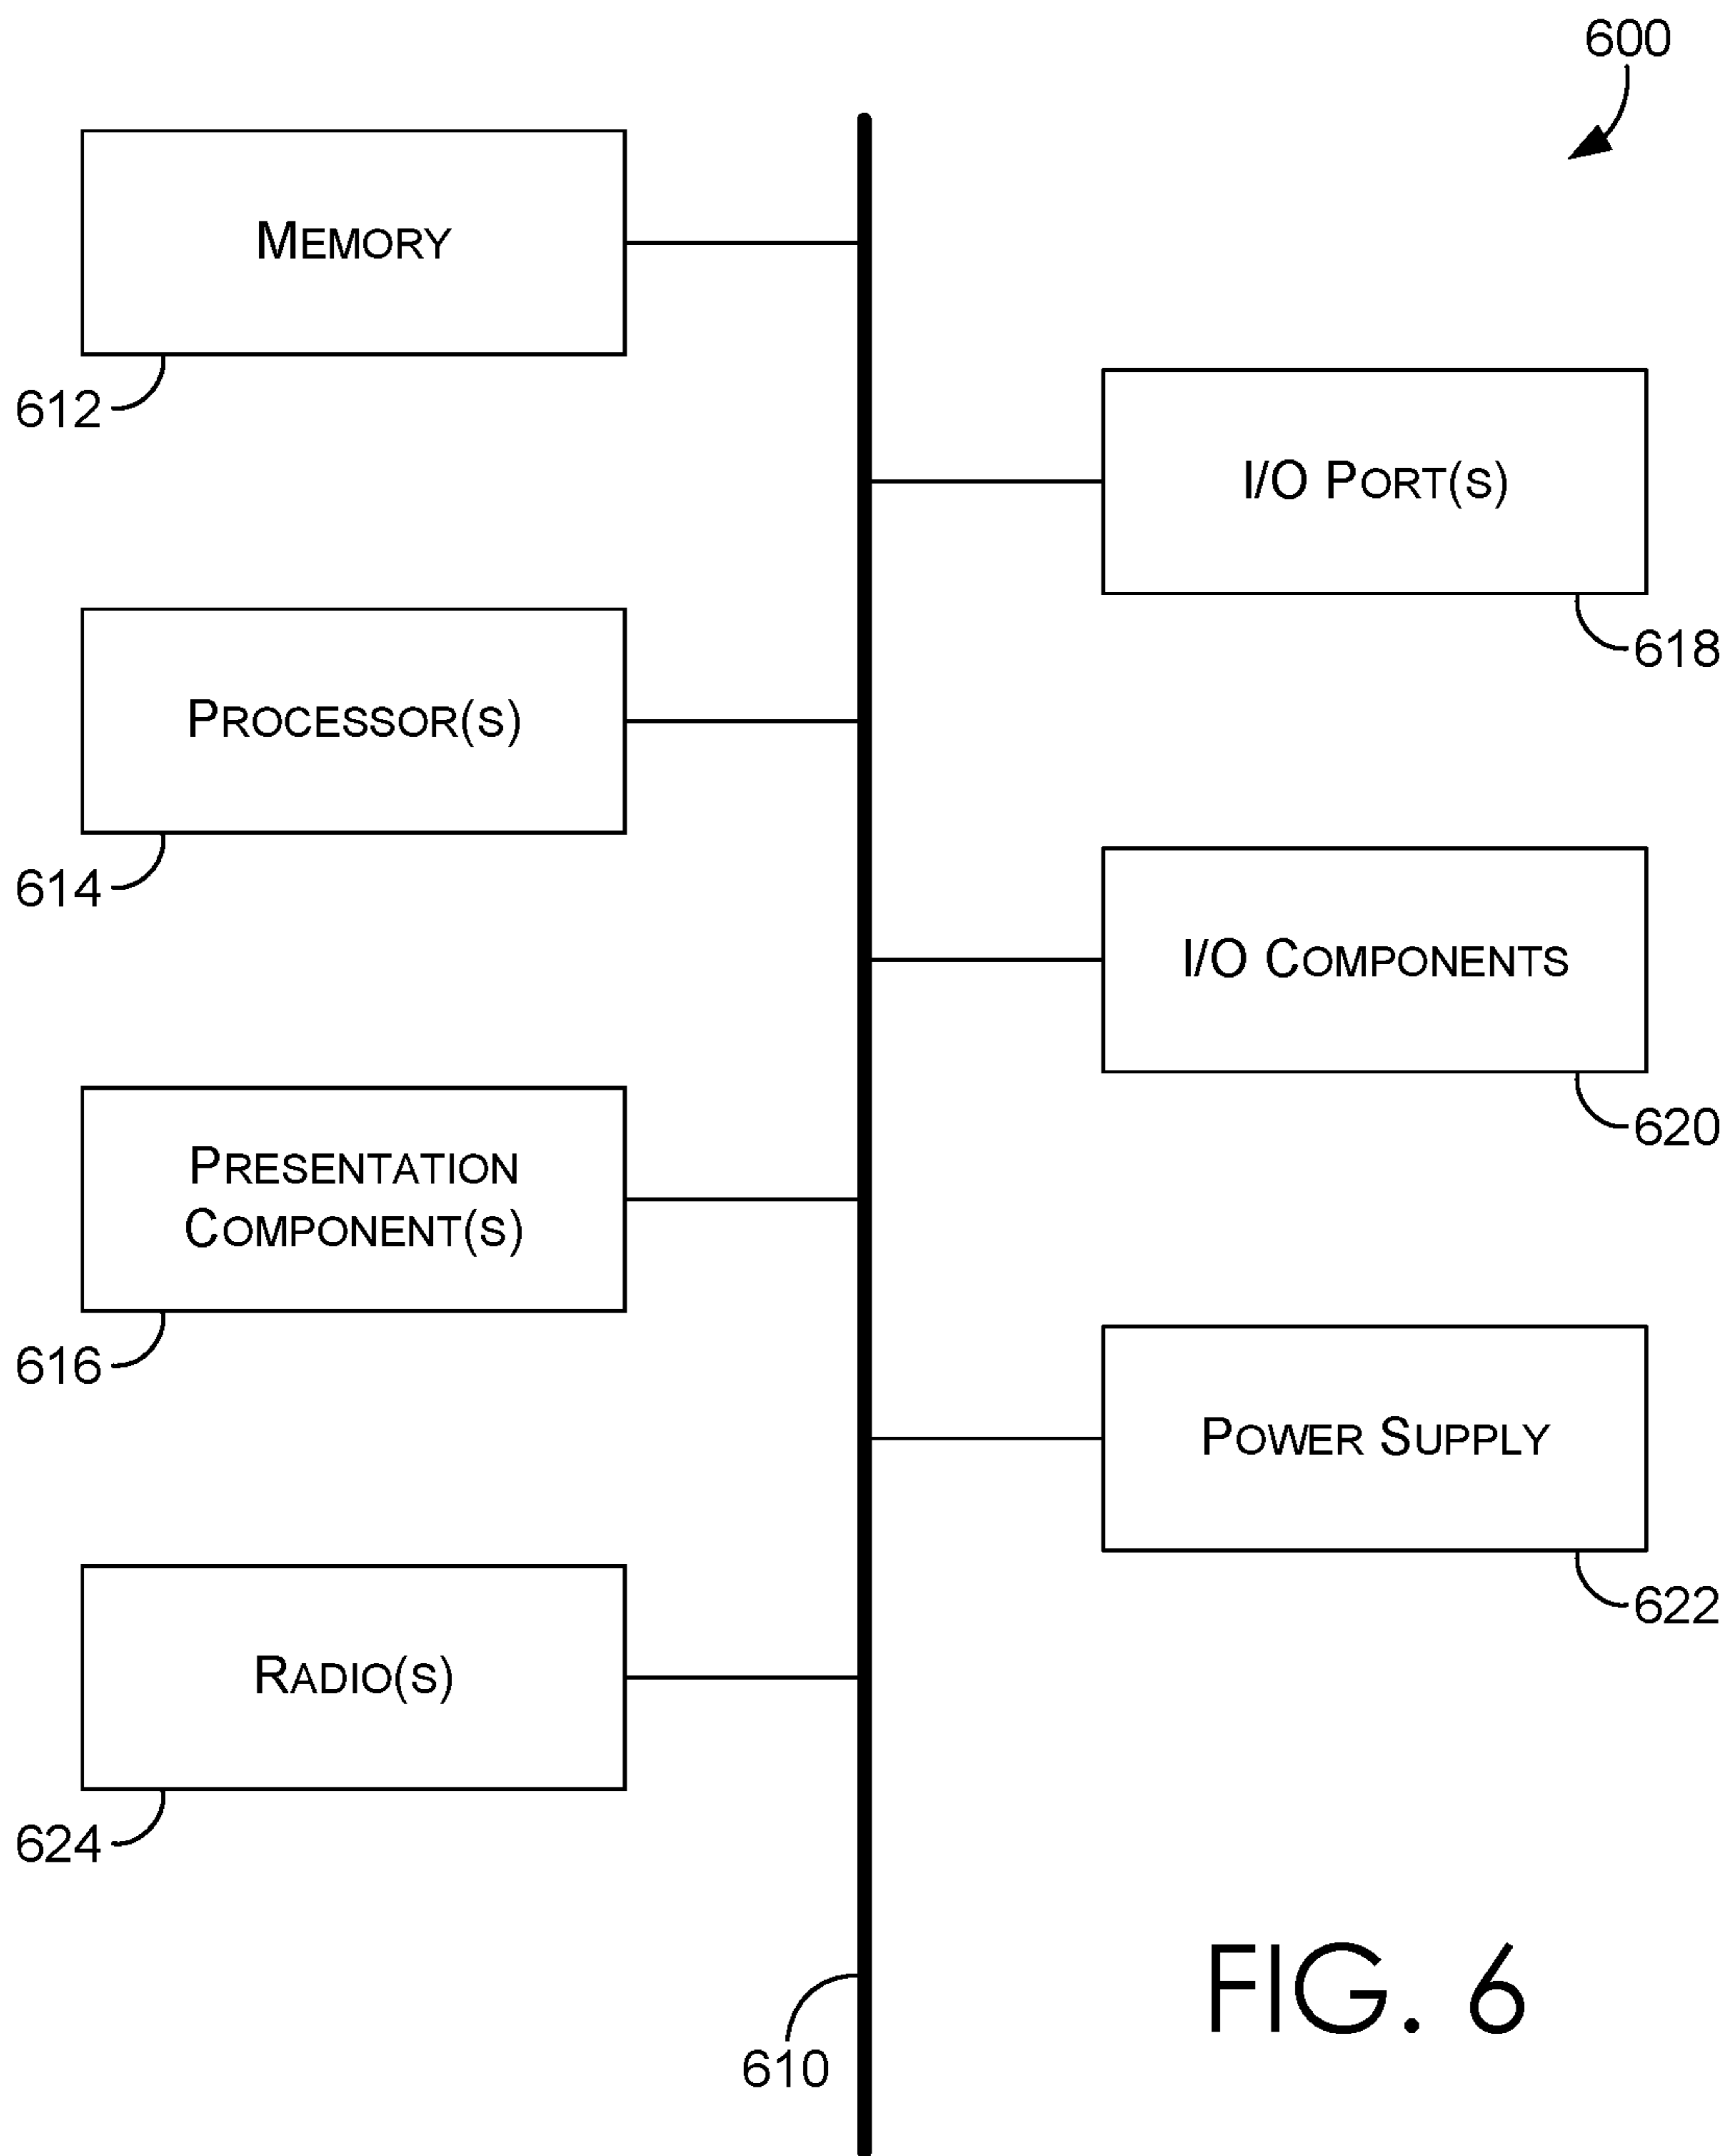 600
MEMORY
612
I/O PORT(S)
618
PROCESSOR(S)
614
I/O COMPONENTS
620
PRESENTATION
COMPONENT(S)
616
POWER SUPPLY
622
RADIO(S)
624
610
FIG. 6